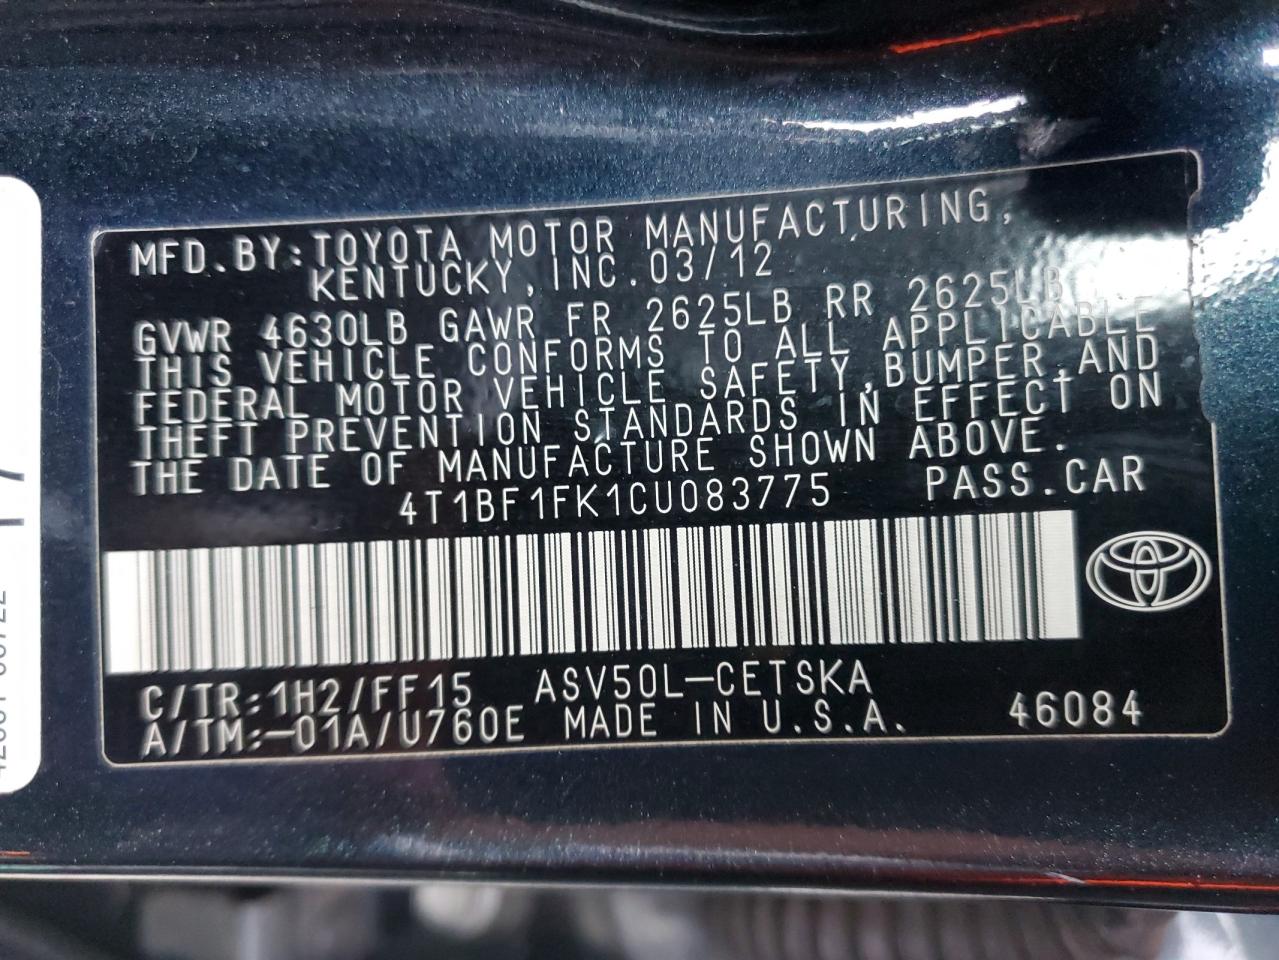 MFD.BY:TOYOTA MOTOR MANUFACTURING,
KENTUCKY,INC.03/12
GVWR 4630LB GAWR FR 2625LB RR 2625LB
THIS VEHICLE CONFORMS TO ALL APPLICABLE
FEDERAL MOTOR VEHICLE SAFETY,BUMPER,AND
THEFT PREVENTION STANDARDS IN EFFECT ON
THE DATE OF MANUFACTURE SHOWN ABOVE.
4T1BF1FK1CU083775 PASS.CAR
C/TR:1H2/FF15 ASV50L-CETSKA
A/TM:-01A/U760E MADE IN U.S.A. 46084